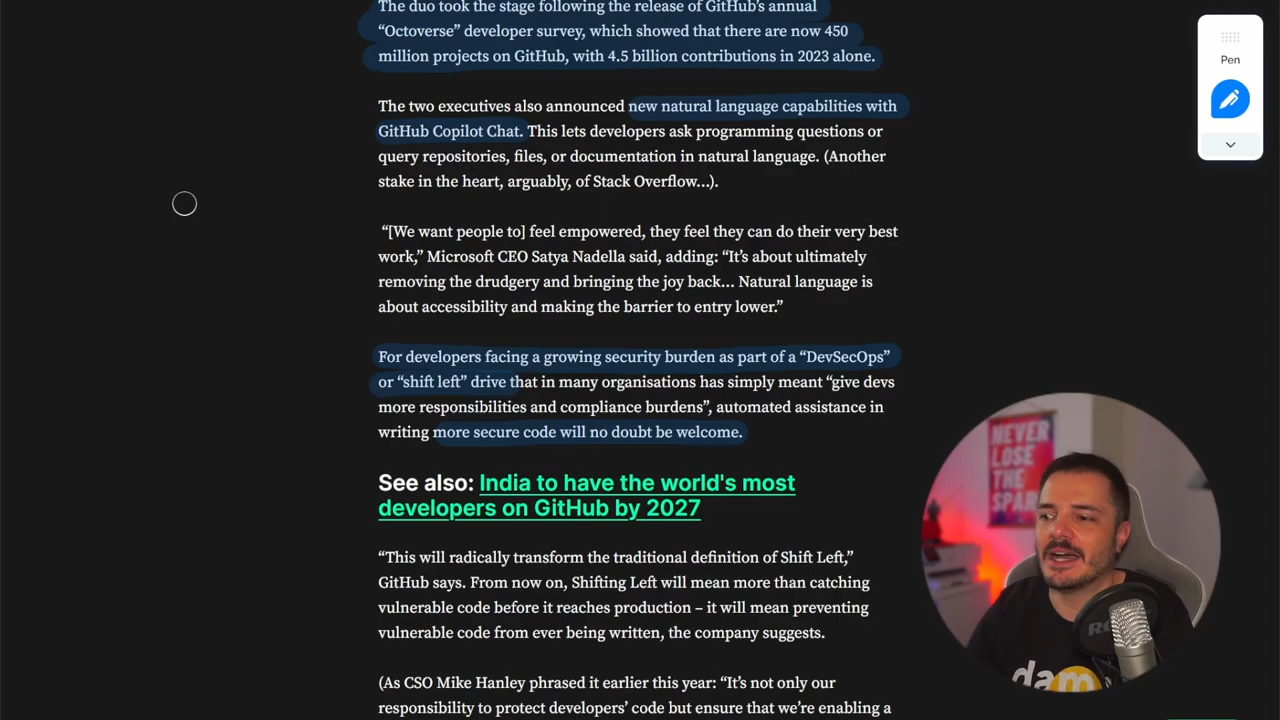 The duo took the stage following the release of GitHub's annual
“Octoverse” developer survey, which showed that there are now 450
million projects on GitHub, with 4.5 billion contributions in 2023 alone.
Pen
The two executives also announced new natural language capabilities with
GitHub Copilot Chat. This lets developers ask programming questions or
query repositories, files, or documentation in natural language. (Another
stake in the heart, arguably, of Stack Overflow…).
“[We want people to] feel empowered, they feel they can do their very best
work,” Microsoft CEO Satya Nadella said, adding: “It’s about ultimately
removing the drudgery and bringing the joy back… Natural language is
about accessibility and making the barrier to entry lower.”
For developers facing a growing security burden as part of a “DevSecOps”
or “shift left” drive that in many organisations has simply meant “give devs
more responsibilities and compliance burdens”, automated assistance in
writing more secure code will no doubt be welcome.
See also: India to have the world's most
developers on GitHub by 2027
“This will radically transform the traditional definition of Shift Left,”
GitHub says. From now on, Shifting Left will mean more than catching
vulnerable code before it reaches production – it will mean preventing
vulnerable code from ever being written, the company suggests.
(As CSO Mike Hanley phrased it earlier this year: “It’s not only our
responsibility to protect developers’ code but ensure that we’re enabling a
NEVER
LOSE
THE
SPAR
dam